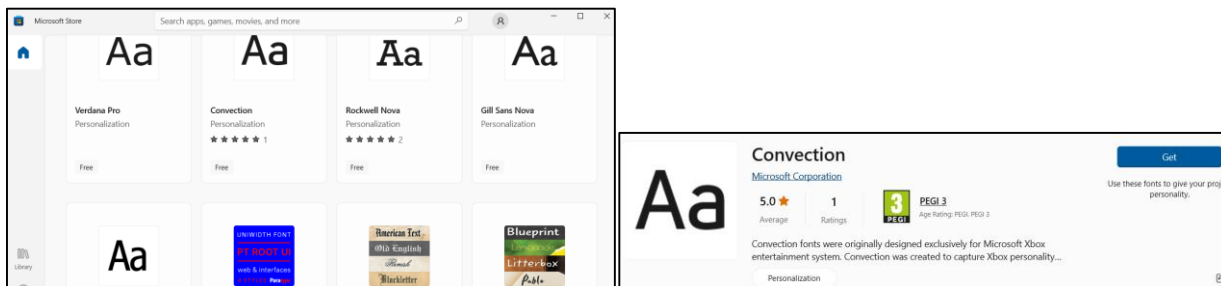 Microsoft Store
Search apps, games, movies, and more
Aa Aa Aa Aa
Verdana Pro Convection Rockwell Nova Gill Sans Nova
Personalization Personalization Personalization Personalization
1 2
Free Free Free Free
Aa
UNIWIDTH FONT
PT ROOT UI
web & interfaces
American Text
Old English
Blackletter
Blueprint
Litterbox
Pablo
Library
Aa
Convection
Microsoft Corporation
5.0 1
Average Ratings
3
PEGI
PEGI 3
Age Rating: PEGI. PEGI 3
Convection fonts were originally designed exclusively for Microsoft Xbox
entertainment system. Convection was created to capture Xbox personality...
Personalization
Get
Use these fonts to give your proj
personality.